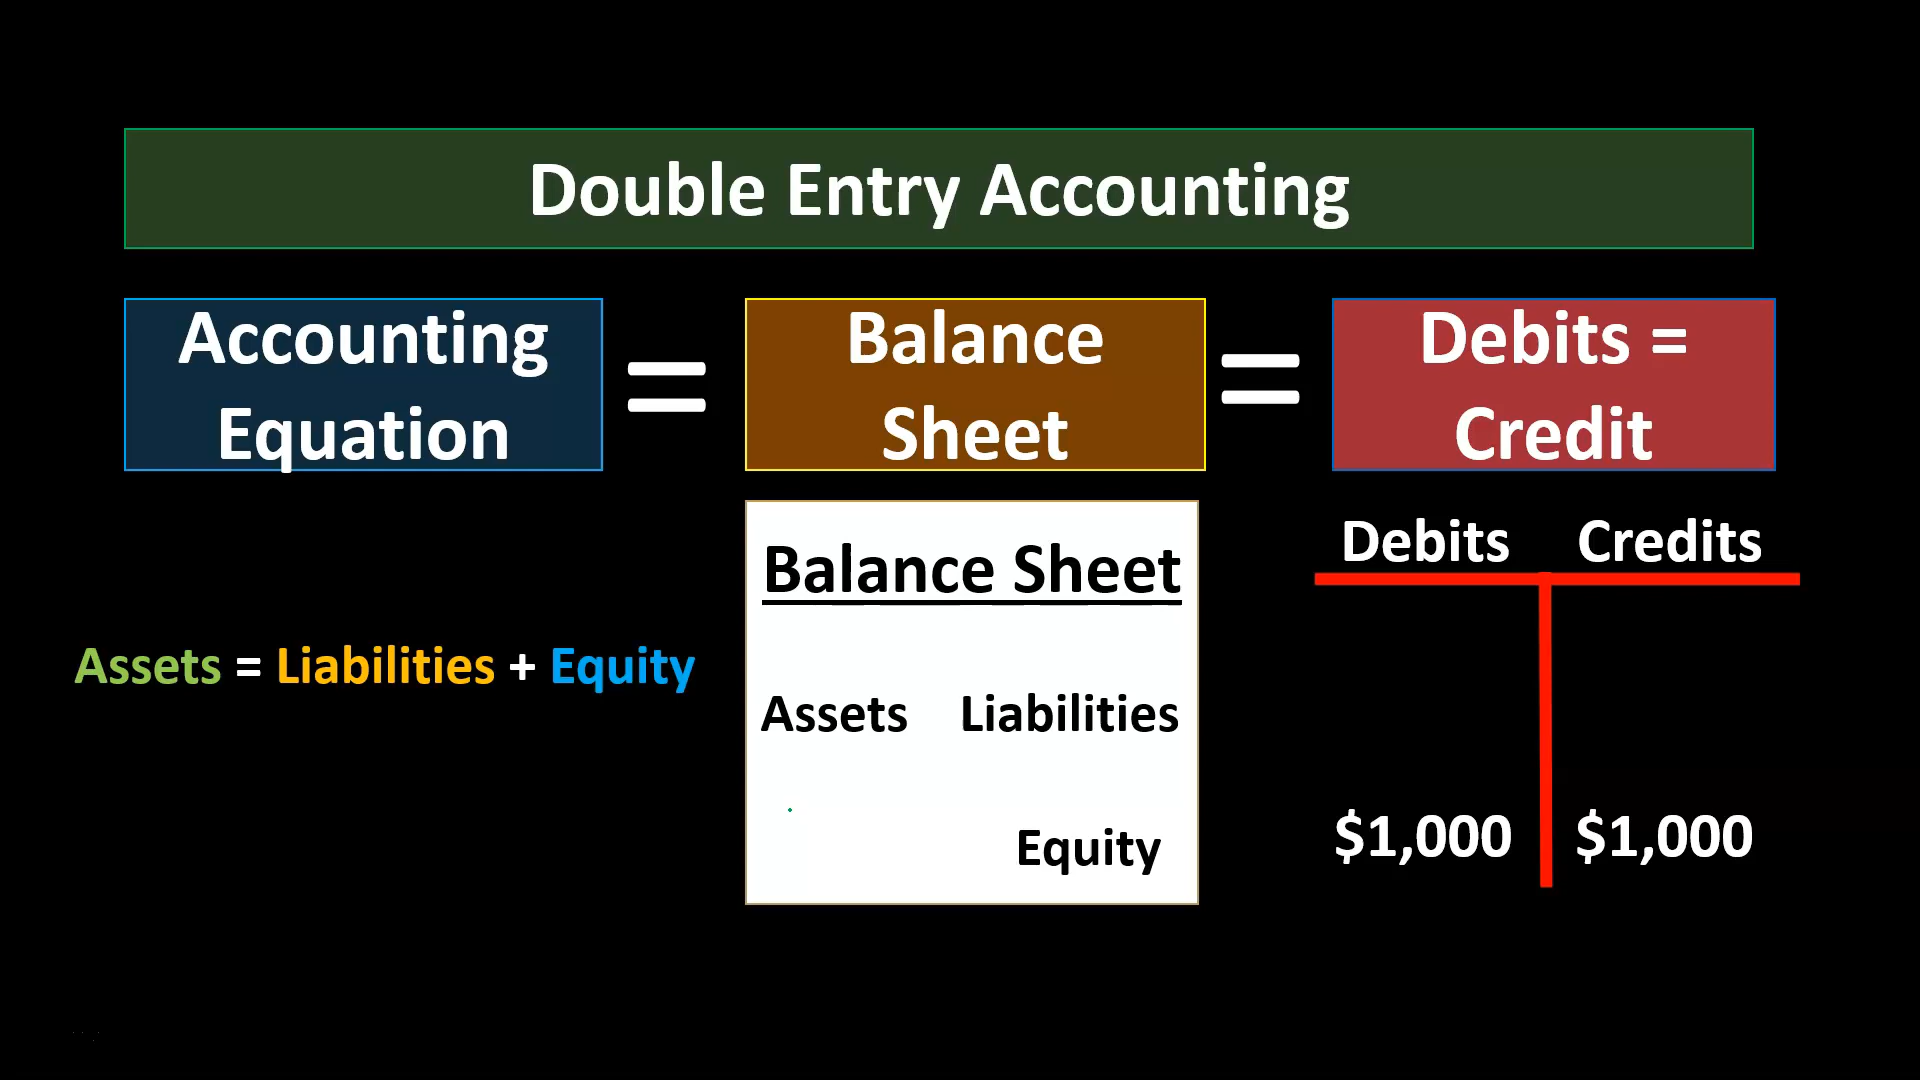 Double Entry Accounting
Accounting
Equation
=
Balance
Sheet
=
Debits =
Credit
Assets = Liabilities + Equity
Balance Sheet
Assets Liabilities
Equity
Debits Credits
$1,000 $1,000